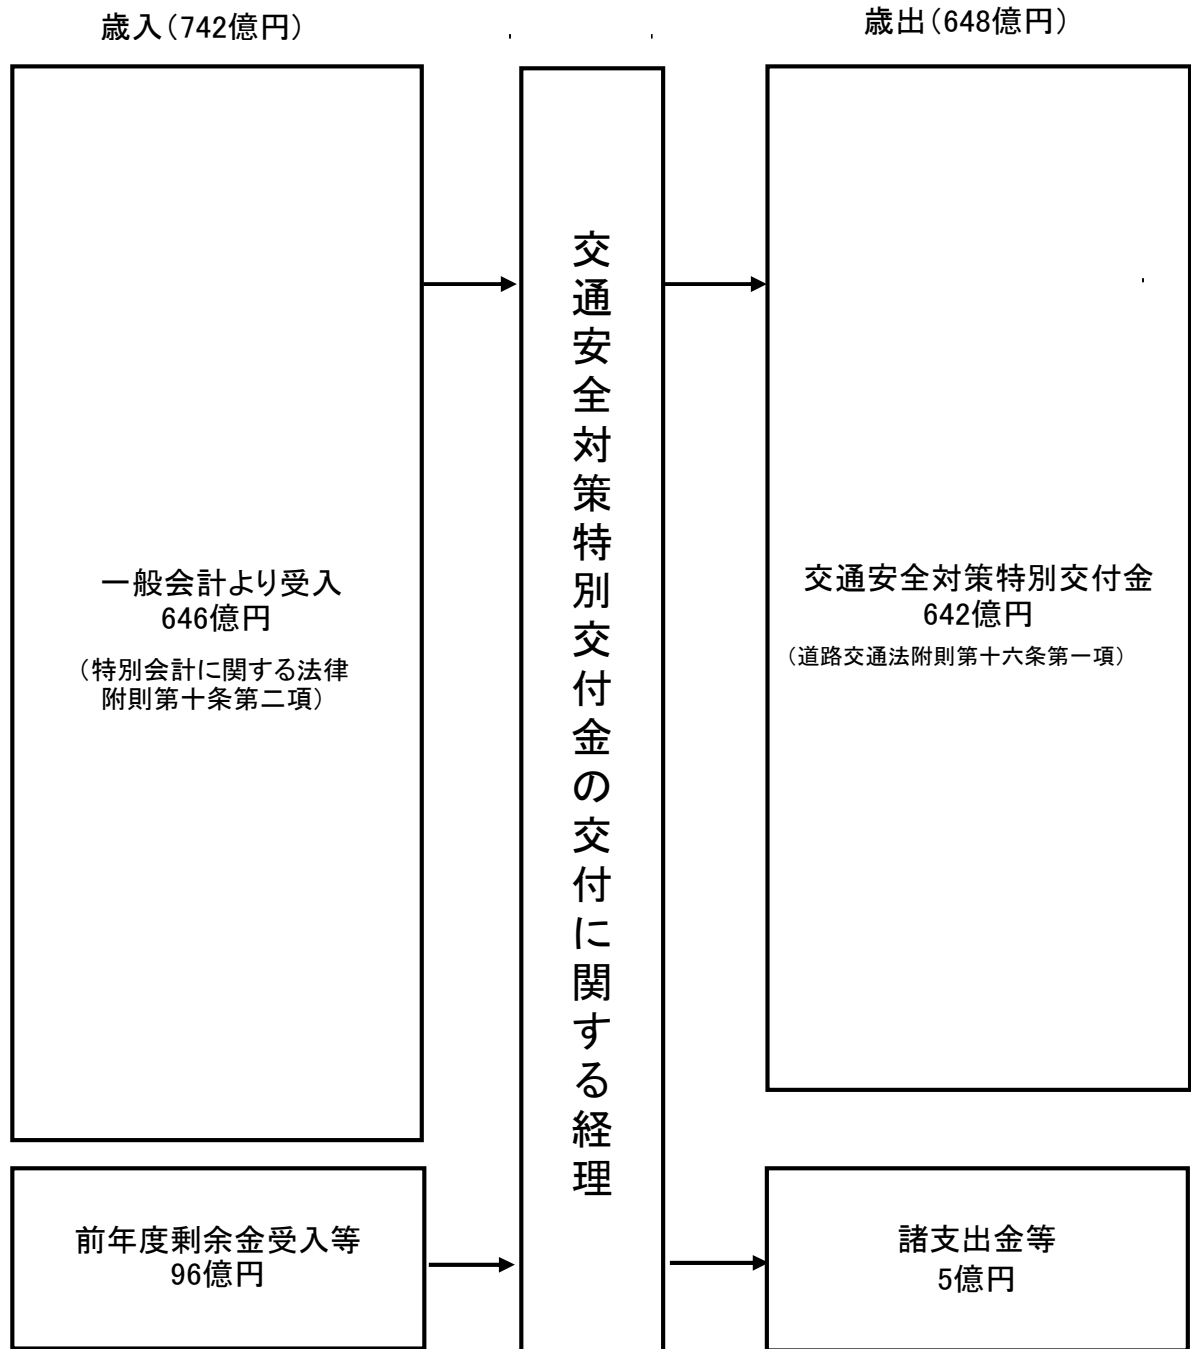 歳入(742億円)
歳出(648億円)
一般会計より受入
646億円
(特別会計に関する法律
附則第十条第二項)
前年度剰余金受入等
96億円
交通安全対策特別交付金の交付に関する経理
交通安全対策特別交付金
642億円
(道路交通法附則第十六条第一項)
諸支出金等
5億円